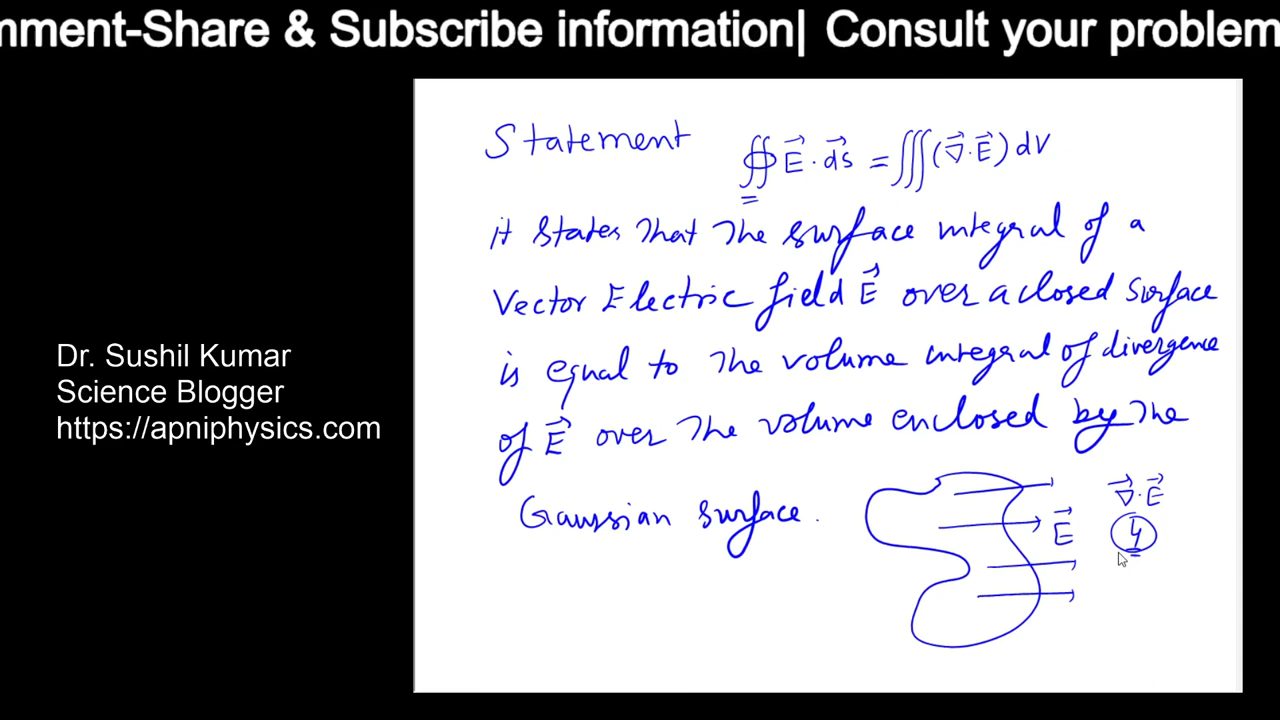 mment-Share & Subscribe information| Consult your problem
Statement ∯ E⃗ · d⃗s = ∭ (∇⃗ · E⃗) dV
it states that the surface integral of a
Vector Electric field E⃗ over a closed surface
is equal to the volume integral of divergence
of E⃗ over the volume enclosed by the
Gaussian surface.
E⃗
∇⃗ · E⃗
4
Dr. Sushil Kumar
Science Blogger
https://apniphysics.com